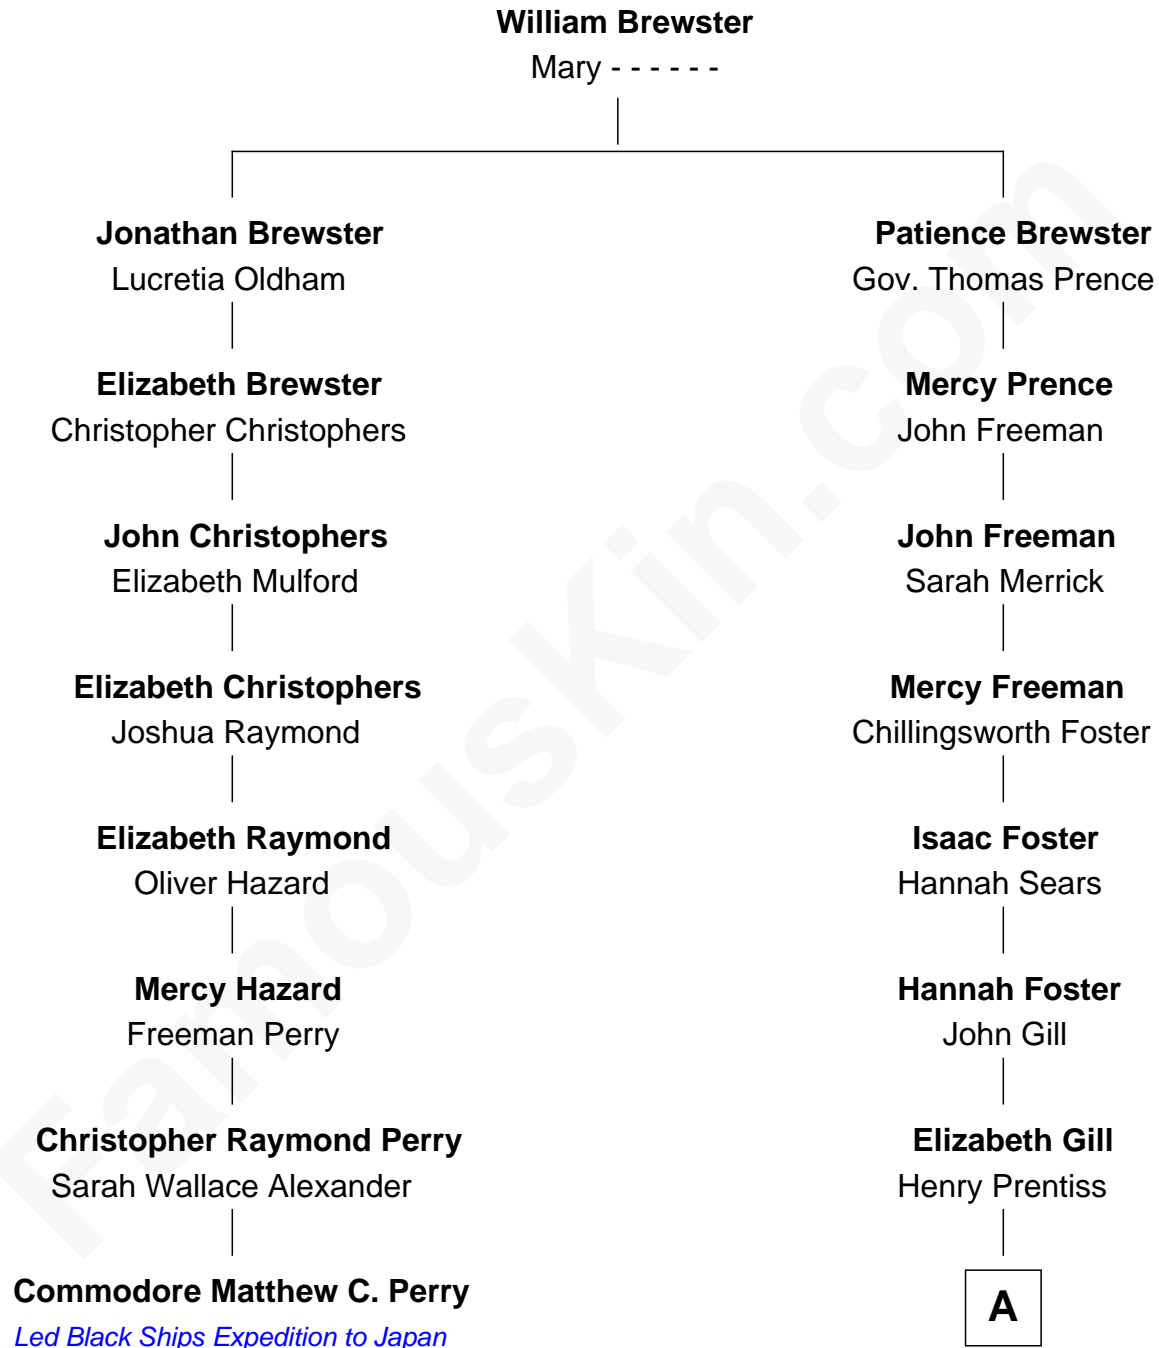 William Brewster
Mary - - - - - -
Jonathan Brewster
Lucretia Oldham
Patience Brewster
Gov. Thomas Prence
Elizabeth Brewster
Christopher Christophers
Mercy Prence
John Freeman
John Christophers
Elizabeth Mulford
John Freeman
Sarah Merrick
Elizabeth Christophers
Joshua Raymond
Mercy Freeman
Chillingsworth Foster
Elizabeth Raymond
Oliver Hazard
Isaac Foster
Hannah Sears
Mercy Hazard
Freeman Perry
Hannah Foster
John Gill
Christopher Raymond Perry
Sarah Wallace Alexander
Elizabeth Gill
Henry Prentiss
Commodore Matthew C. Perry
Led Black Ships Expedition to Japan
A
FamousKin.com